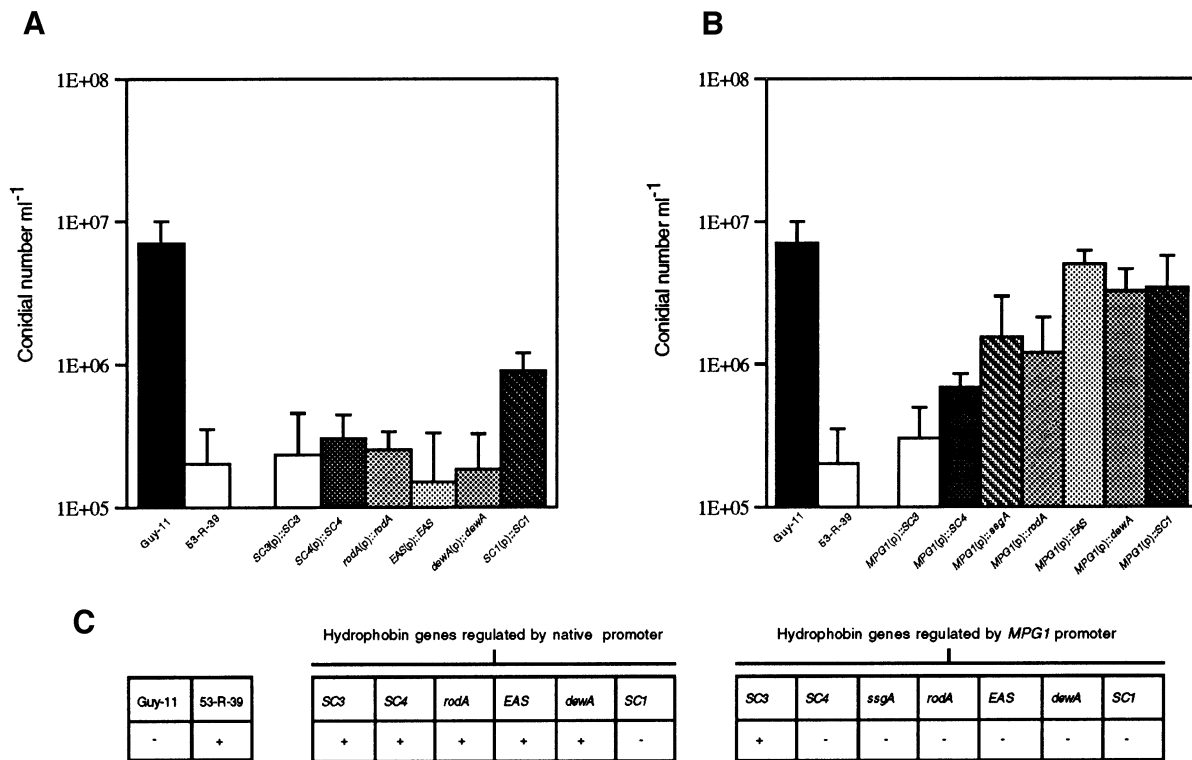 A
1E+08
1E+07
1E+06
1E+05
Conidial number ml-1
Guy-11
53-R-39
SC3(p)::SC3
SC4(p)::SC4
rodA(p)::rodA
EAS(p)::EAS
dewA(p)::dewA
SC1(p)::SC1
B
1E+08
1E+07
1E+06
1E+05
Conidial number ml-1
Guy-11
53-R-39
MPG1(p)::SC3
MPG1(p)::SC4
MPG1(p)::ssgA
MPG1(p)::rodA
MPG1(p)::EAS
MPG1(p)::dewA
MPG1(p)::SC1
C
Hydrophobin genes regulated by native promoter
Hydrophobin genes regulated by MPG1 promoter
Guy-11 53-R-39 SC3 SC4 rodA EAS dewA SC1 SC3 SC4 ssgA rodA EAS dewA SC1
- + + + + + + - + - - - - - -